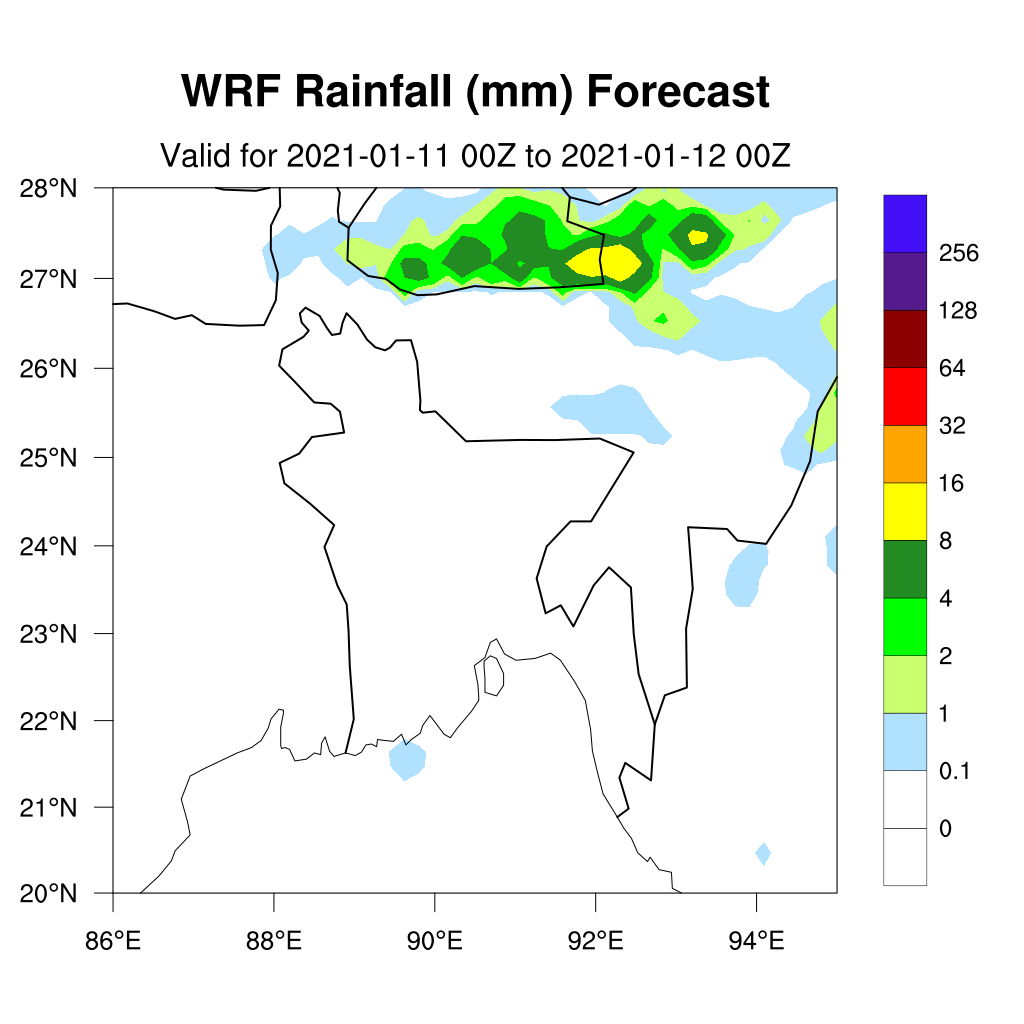 WRF Rainfall (mm) Forecast
Valid for 2021-01-11 00Z to 2021-01-12 00Z
28°N
27°N
26°N
25°N
24°N
23°N
22°N
21°N
20°N
86°E 88°E 90°E 92°E 94°E
256
128
64
32
16
8
4
2
1
0.1
0